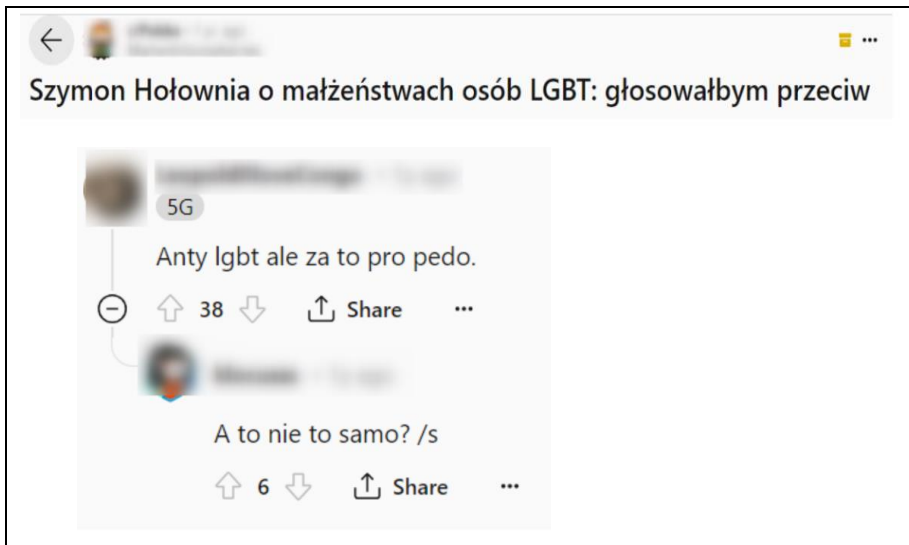 Szymon Hołownia o małżeństwach osób LGBT: głosowałbym przeciw
5G
Anty lgbt ale za to pro pedo.
38 Share
A to nie to samo? /s
6 Share